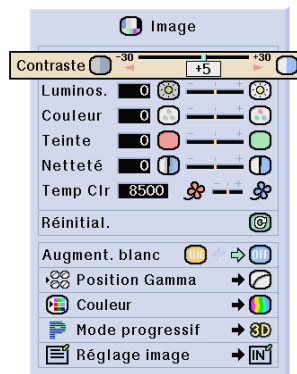 Image
Contraste -30 +5 +30
Luminos. 0
Couleur 0
Teinte 0
Netteté 0
Temp Clr 8500
Réinitial.
Augment. blanc ON OFF
Position Gamma
Couleur
P Mode progressif 3D
Réglage image IN